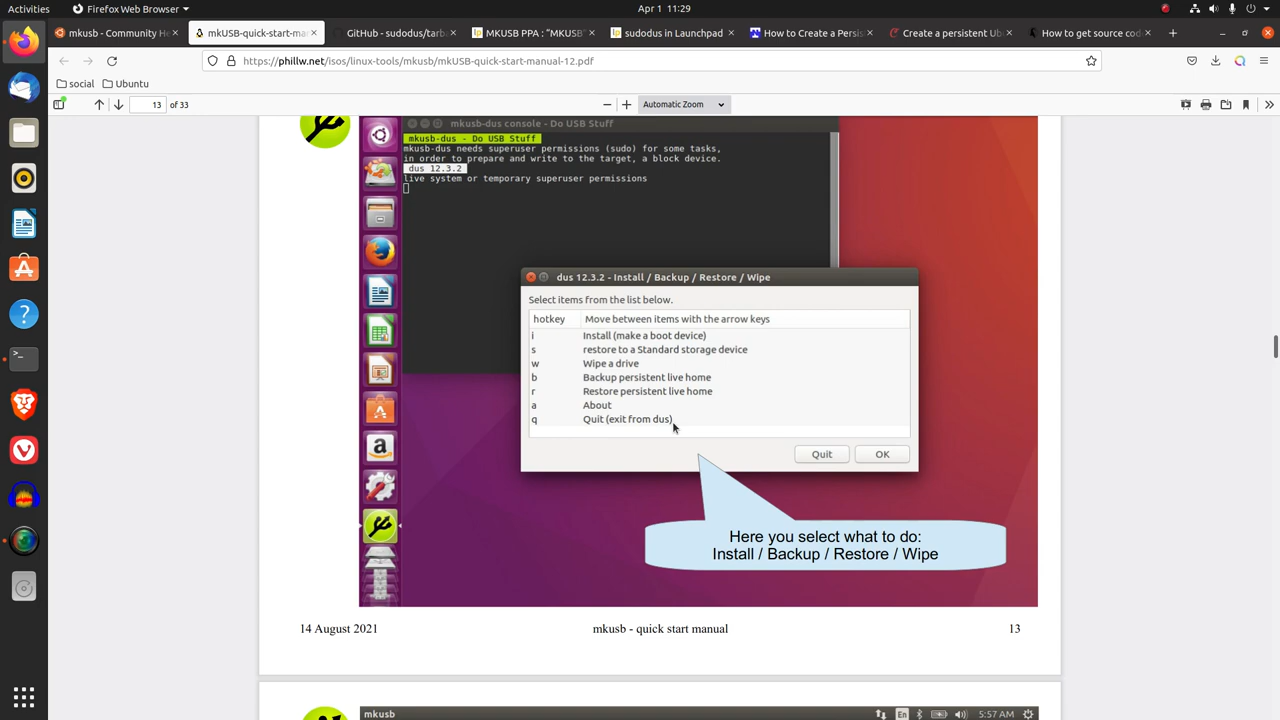 Activities
Firefox Web Browser
Apr 1 11:29
mkusb - Community He
mkUSB-quick-start-man
GitHub - sudodus/tarba
MKUSB PPA : "MKUSB"
sudodus in Launchpad
How to Create a Persis
Create a persistent Ub
How to get source cod
https://phillw.net/isos/linux-tools/mkusb/mkUSB-quick-start-manual-12.pdf
social
Ubuntu
13
of 33
Automatic Zoom
mkusb-dus console - Do USB Stuff
mkusb-dus - Do USB Stuff
mkusb-dus needs superuser permissions (sudo) for some tasks,
in order to prepare and write to the target, a block device.
dus 12.3.2
live system or temporary superuser permissions
dus 12.3.2 - Install / Backup / Restore / Wipe
Select items from the list below.
hotkey Move between items with the arrow keys
i Install (make a boot device)
s restore to a Standard storage device
w Wipe a drive
b Backup persistent live home
r Restore persistent live home
a About
q Quit (exit from dus)
Quit
OK
Here you select what to do:
Install / Backup / Restore / Wipe
14 August 2021
mkusb - quick start manual
13
mkusb
En
5:57 AM